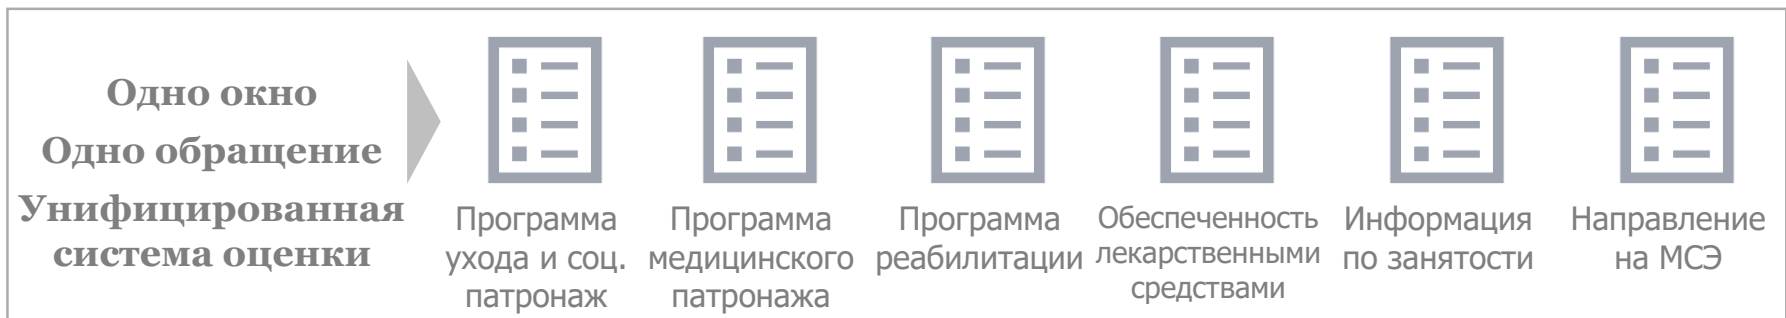 Одно окно
Одно обращение
Унифицированная
система оценки
Программа
ухода и соц.
патронаж
Программа
медицинского
патронажа
Программа
реабилитации
Обеспеченность
лекарственными
средствами
Информация
по занятости
Направление
на МСЭ